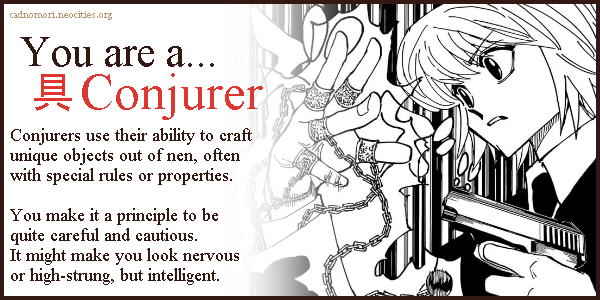 cadnomori.neocities.org
You are a...
具 Conjurer
Conjurers use their ability to craft
unique objects out of nen, often
with special rules or properties.
You make it a principle to be
quite careful and cautious.
It might make you look nervous
or high-strung, but intelligent.